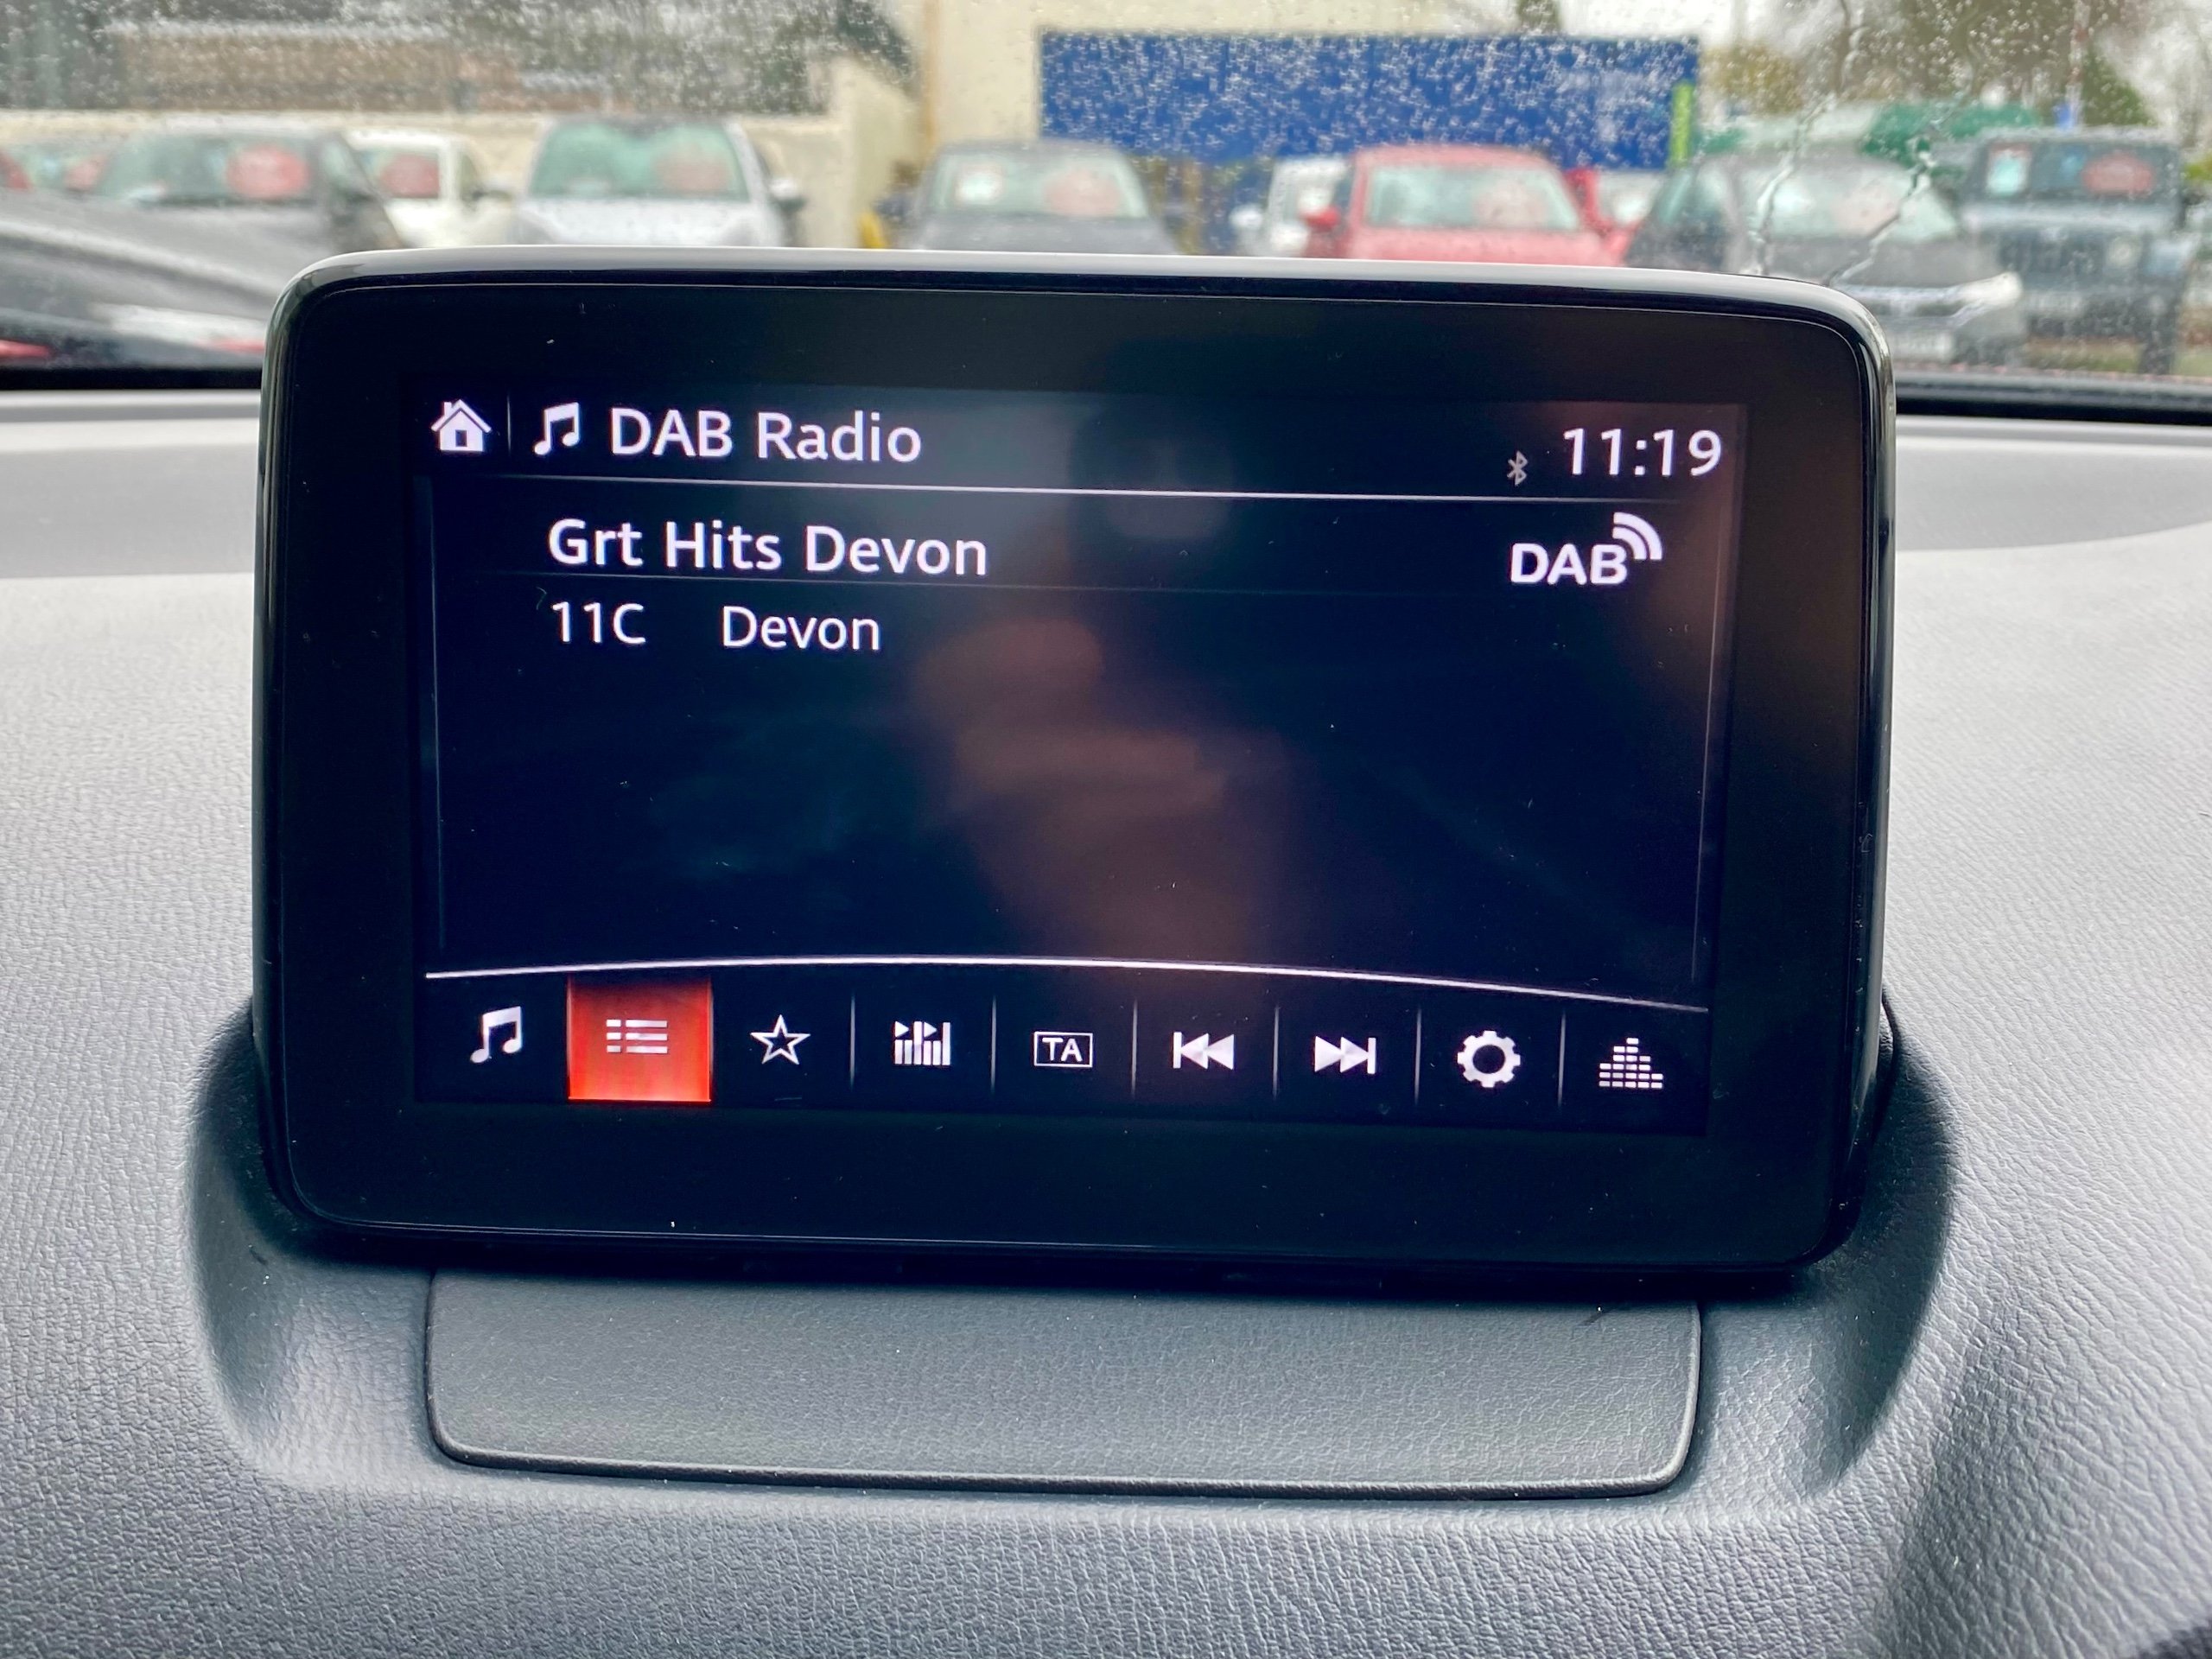 DAB Radio
11:19
Grt Hits Devon
DAB
11C Devon
TA